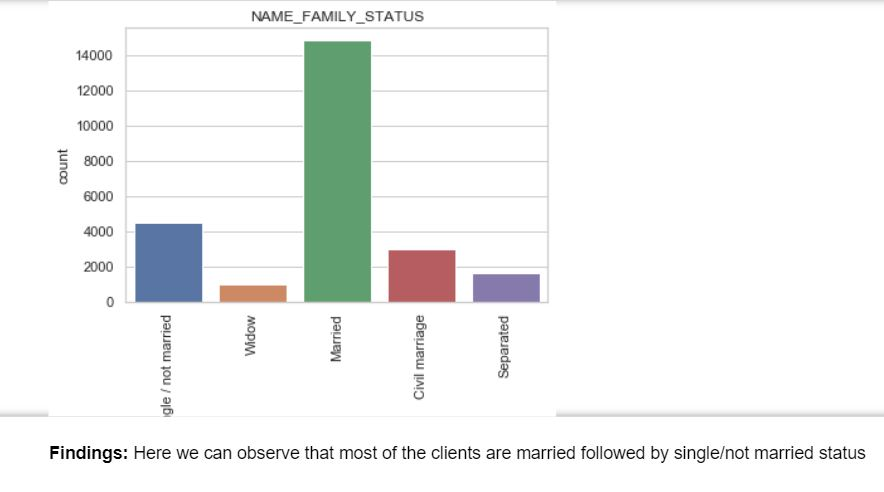 NAME_FAMILY_STATUS
14000
12000
10000
8000
6000
4000
2000
0
count
gle / not married
Widow
Married
Civil marriage
Separated
Findings: Here we can observe that most of the clients are married followed by single/not married status